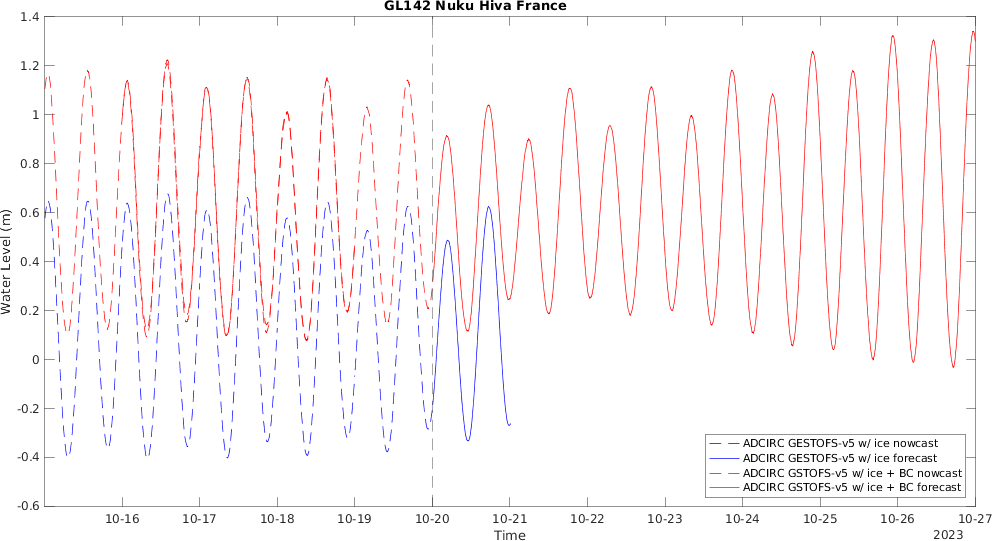 GL142 Nuku Hiva France
1.4
1.2
1
0.8
0.6
0.4
0.2
0
-0.2
-0.4
-0.6
Water Level (m)
ADCIRC GESTOFS-v5 w/ ice nowcast
ADCIRC GESTOFS-v5 w/ ice forecast
ADCIRC GSTOFS-v5 w/ ice + BC nowcast
ADCIRC GSTOFS-v5 w/ ice + BC forecast
10-16 10-17 10-18 10-19 10-20 10-21 10-22 10-23 10-24 10-25 10-26 10-27
Time
2023